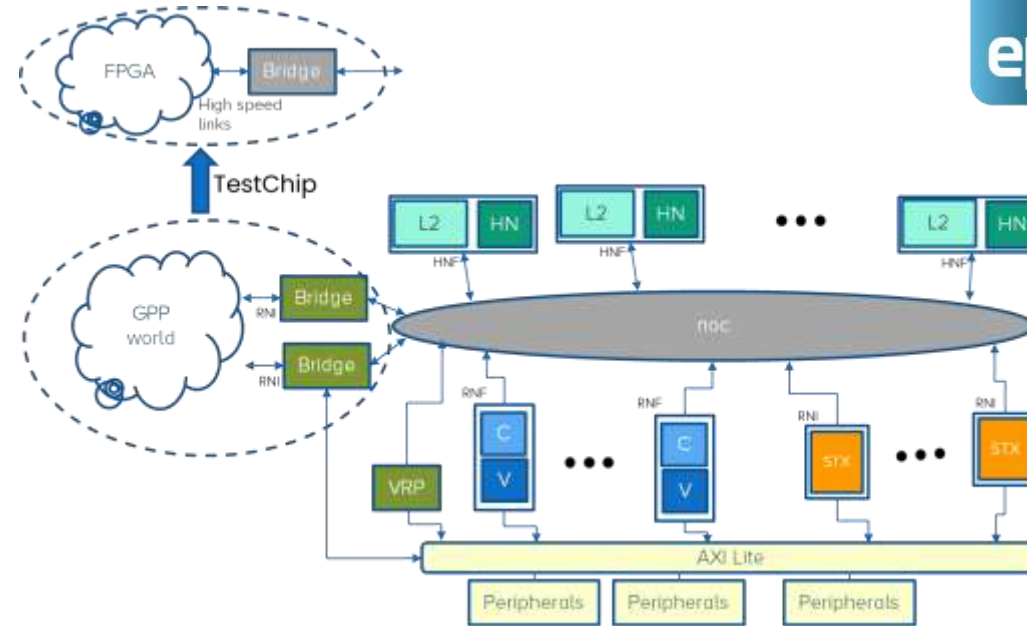 FPGA
Bridge
High speed
links
TestChip
L2 HN
HNF
L2 HN
HNF
●●●
L2 HN
HNF
GPP
world
Bridge
RNI
Bridge
RNI
noc
RNF
C
V
●●●
RNF
C
V
RNI
STX
●●●
RNI
STX
VRP
AXI Lite
Peripherals
Peripherals
Peripherals